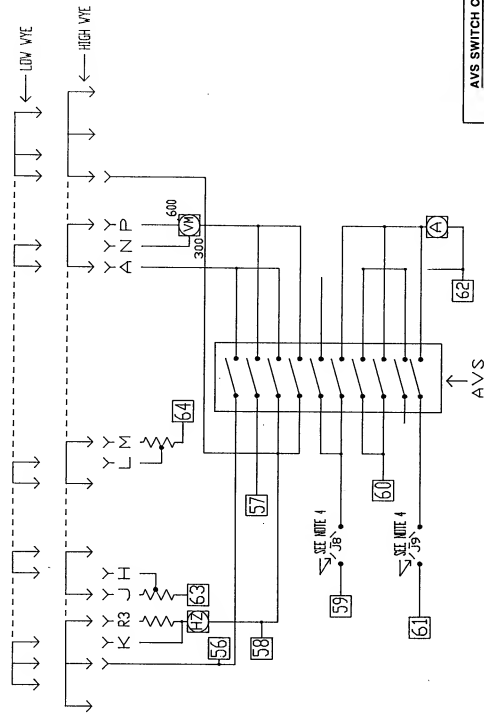 LOW WYE
HIGH WYE
K
R3
J
H
L
M
A
N
P
600
300
VM
HZ
63
64
56
57
58
SEE NOTE 4
59
J8
60
SEE NOTE 4
61
J9
A
62
AVS
AVS SWITCH C